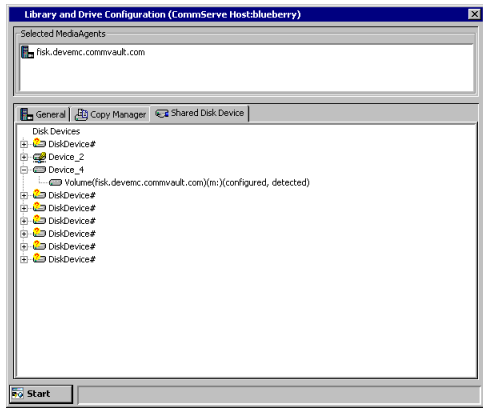 Library and Drive Configuration (CommServe Host:blueberry)
Selected MediaAgents
fisk.devemc.commvault.com
General Copy Manager Shared Disk Device
Disk Devices
DiskDevice#
Device_2
Device_4
Volume(fisk.devemc.commvault.com)(m:)(configured, detected)
DiskDevice#
DiskDevice#
DiskDevice#
DiskDevice#
DiskDevice#
DiskDevice#
Start